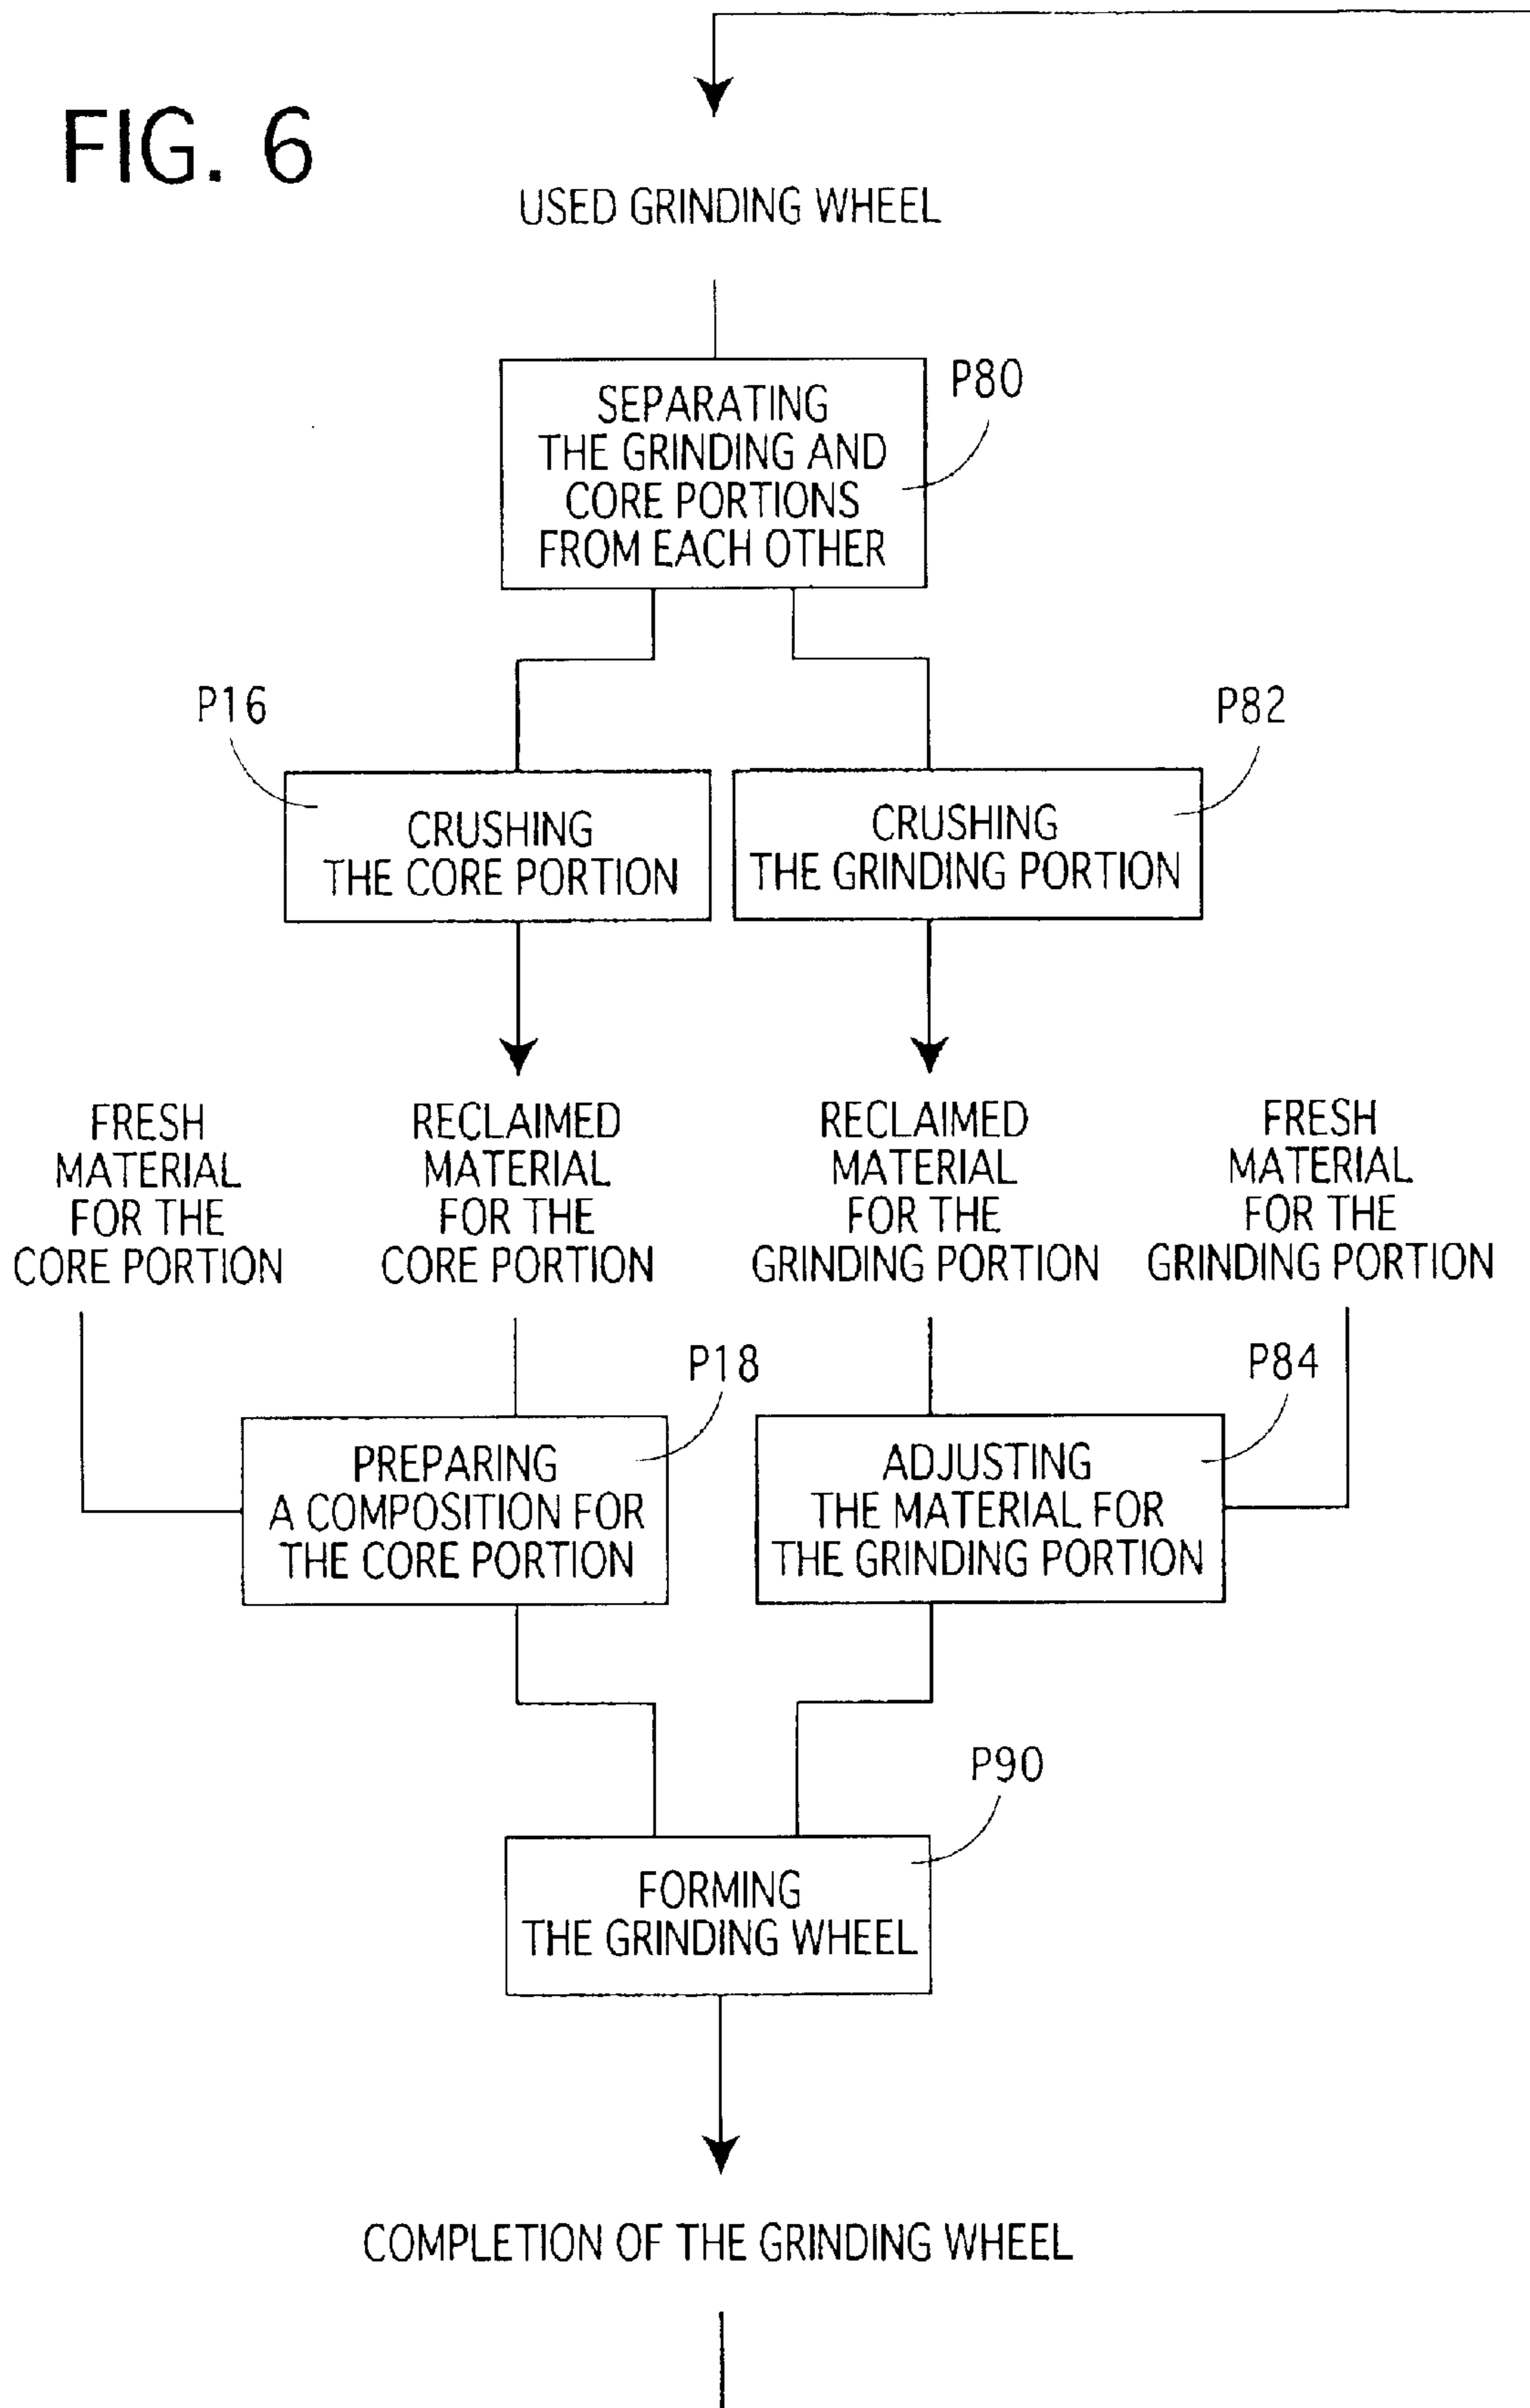 FIG. 6
USED GRINDING WHEEL
SEPARATING
THE GRINDING AND
CORE PORTIONS
FROM EACH OTHER
P80
P16
CRUSHING
THE CORE PORTION
P82
CRUSHING
THE GRINDING PORTION
FRESH
MATERIAL
FOR THE
CORE PORTION
RECLAIMED
MATERIAL
FOR THE
CORE PORTION
RECLAIMED
MATERIAL
FOR THE
GRINDING PORTION
FRESH
MATERIAL
FOR THE
GRINDING PORTION
P18
PREPARING
A COMPOSITION FOR
THE CORE PORTION
P84
ADJUSTING
THE MATERIAL FOR
THE GRINDING PORTION
P90
FORMING
THE GRINDING WHEEL
COMPLETION OF THE GRINDING WHEEL